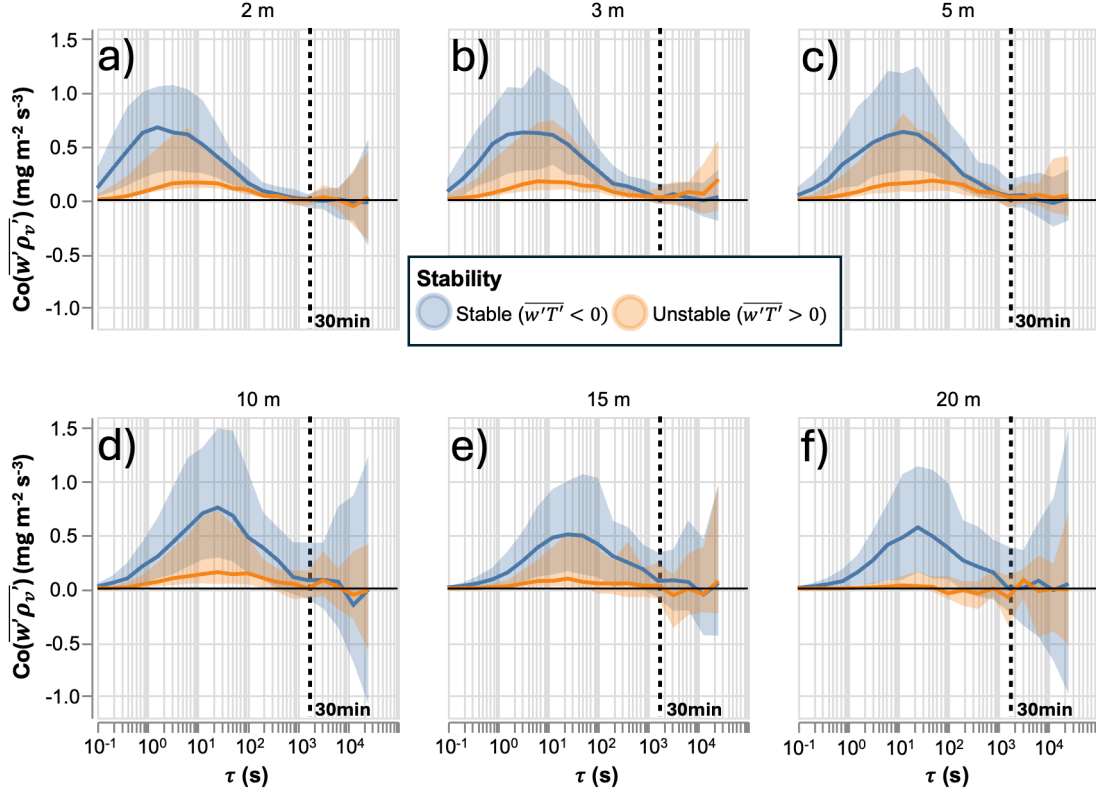 2 m 3 m 5 m
a) b) c)
1.5
1.0
0.5
0.0
-0.5
-1.0
Co(w′ρᵥ′) (mg m⁻² s⁻³)
30min 30min
Stability
Stable (w′T′ < 0) Unstable (w′T′ > 0)
10 m 15 m 20 m
d) e) f)
1.5
1.0
0.5
0.0
-0.5
-1.0
Co(w′ρᵥ′) (mg m⁻² s⁻³)
30min 30min 30min
10⁻¹ 10⁰ 10¹ 10² 10³ 10⁴ 10⁻¹ 10⁰ 10¹ 10² 10³ 10⁴ 10⁻¹ 10⁰ 10¹ 10² 10³ 10⁴
τ (s) τ (s) τ (s)